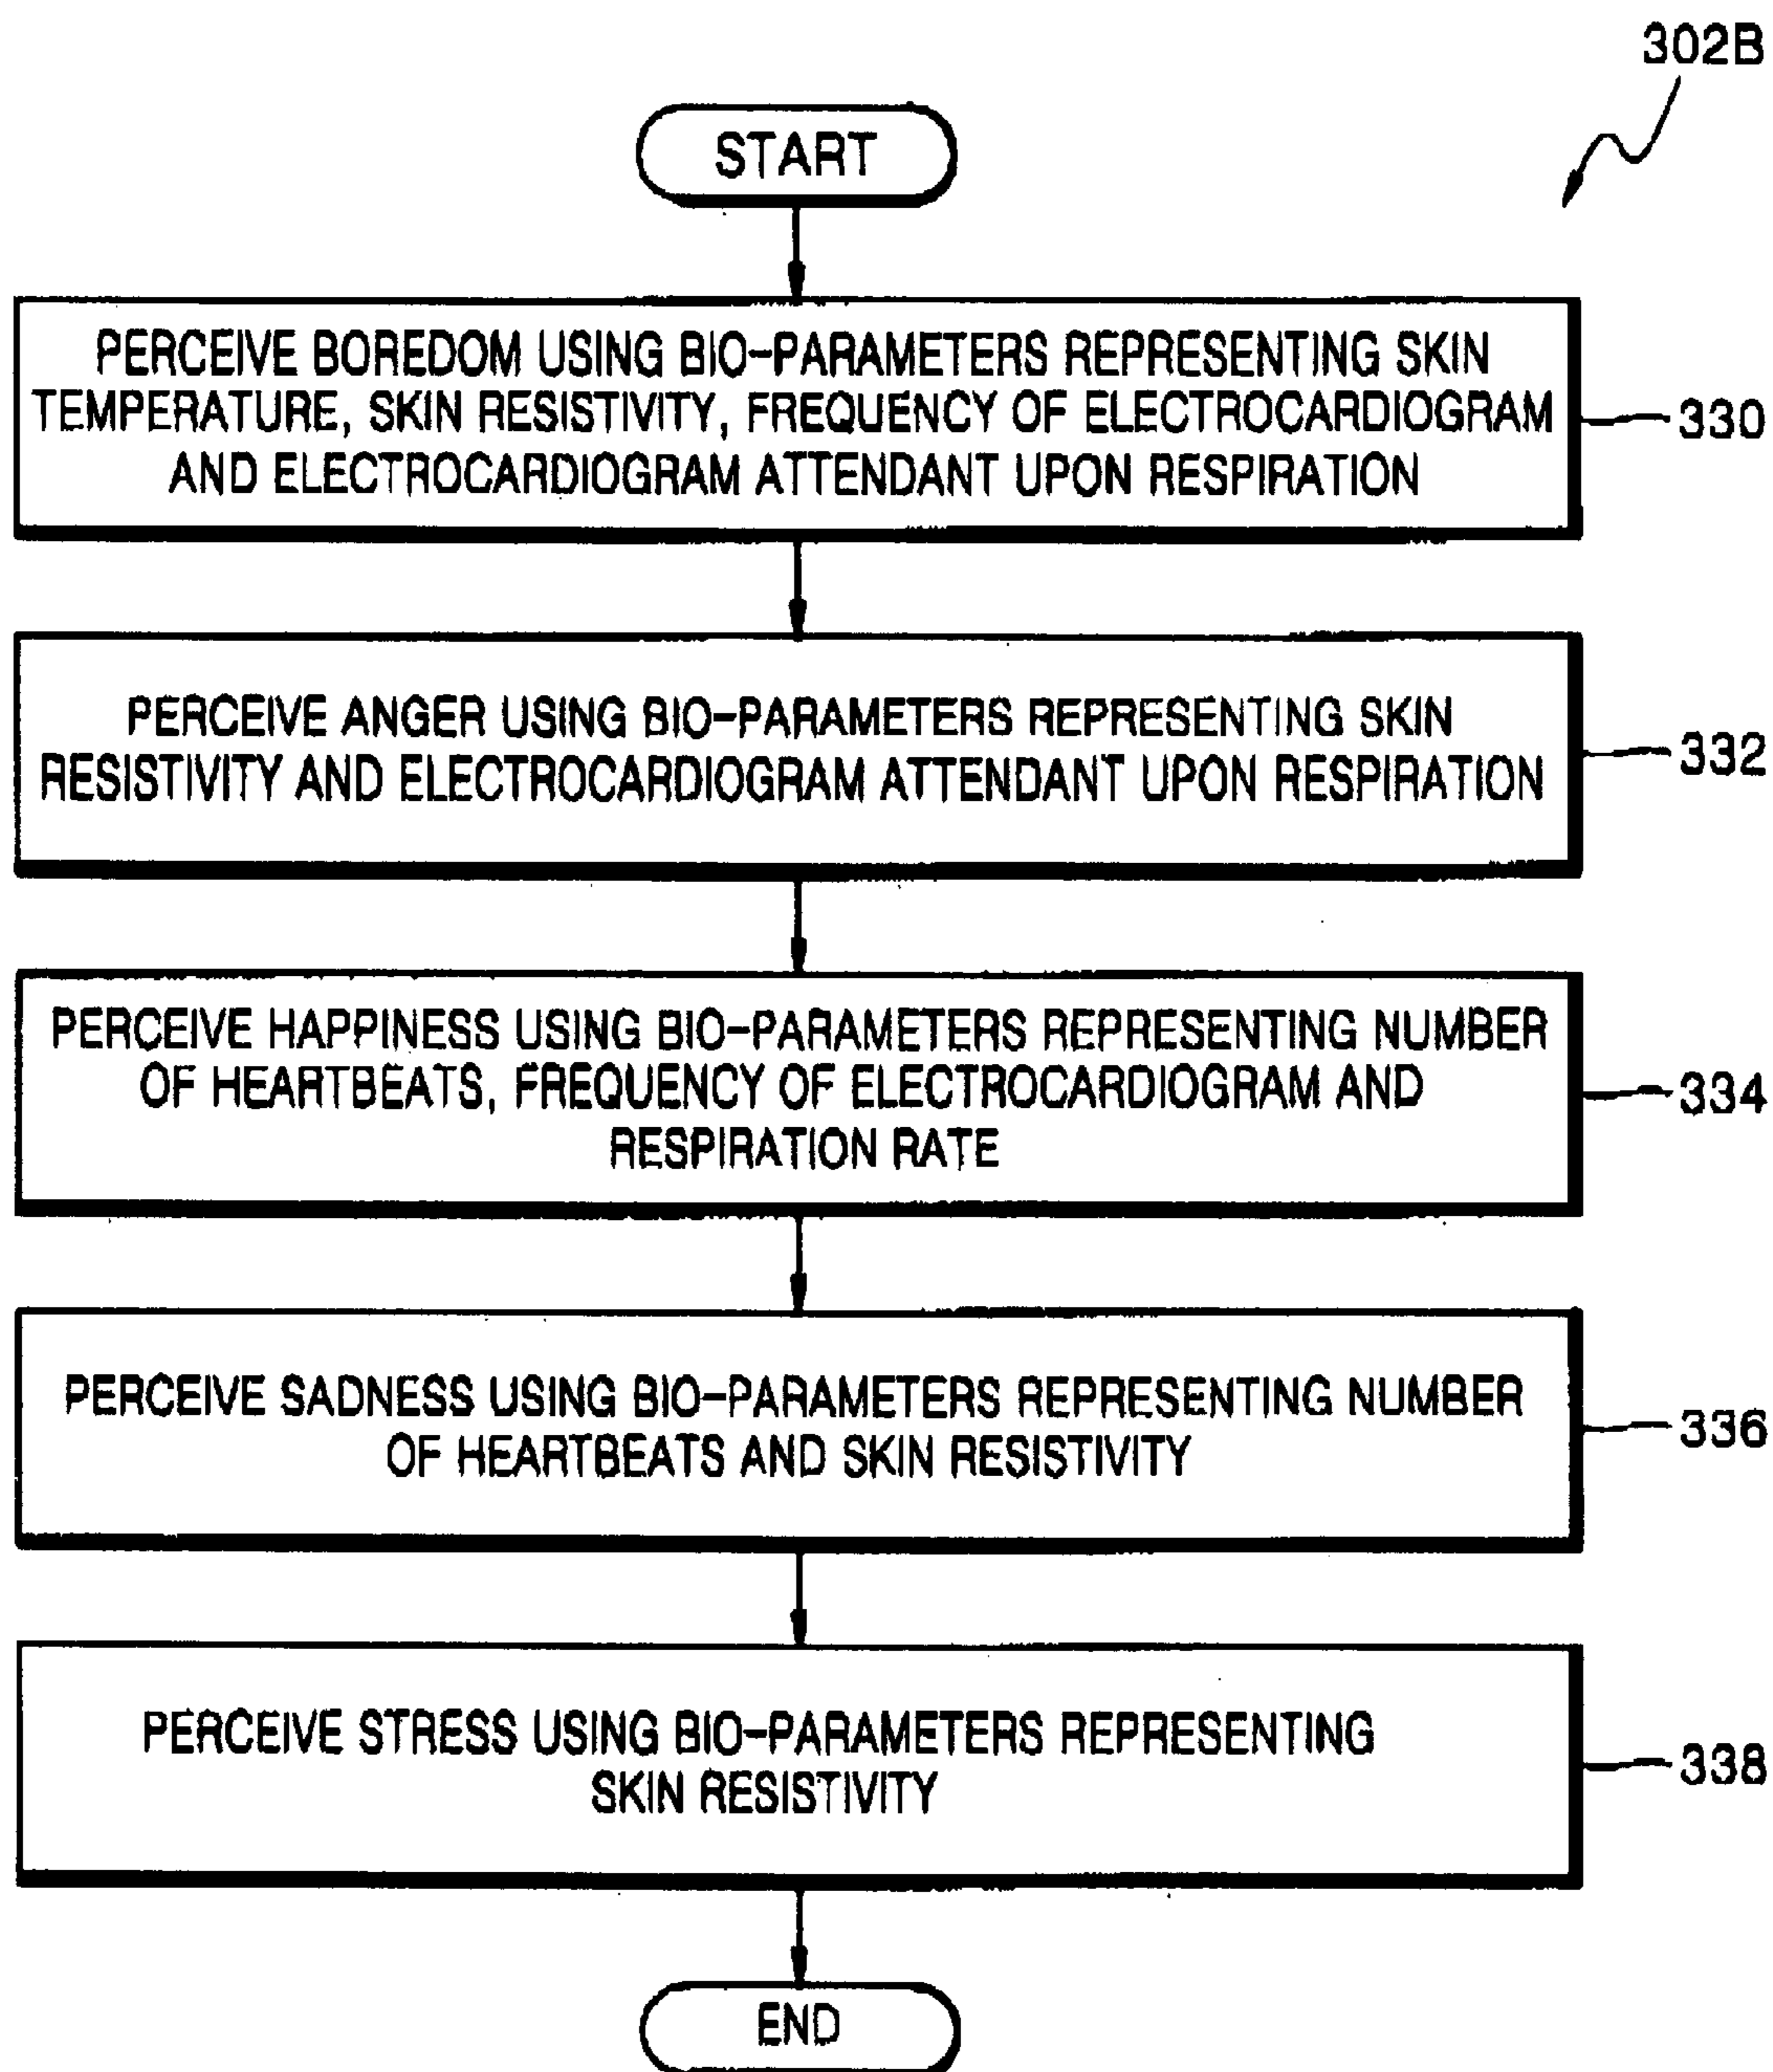 302B
START
PERCEIVE BOREDOM USING BIO-PARAMETERS REPRESENTING SKIN
TEMPERATURE, SKIN RESISTIVITY, FREQUENCY OF ELECTROCARDIOGRAM
AND ELECTROCARDIOGRAM ATTENDANT UPON RESPIRATION
330
PERCEIVE ANGER USING BIO-PARAMETERS REPRESENTING SKIN
RESISTIVITY AND ELECTROCARDIOGRAM ATTENDANT UPON RESPIRATION
332
PERCEIVE HAPPINESS USING BIO-PARAMETERS REPRESENTING NUMBER
OF HEARTBEATS, FREQUENCY OF ELECTROCARDIOGRAM AND
RESPIRATION RATE
334
PERCEIVE SADNESS USING BIO-PARAMETERS REPRESENTING NUMBER
OF HEARTBEATS AND SKIN RESISTIVITY
336
PERCEIVE STRESS USING BIO-PARAMETERS REPRESENTING
SKIN RESISTIVITY
338
END